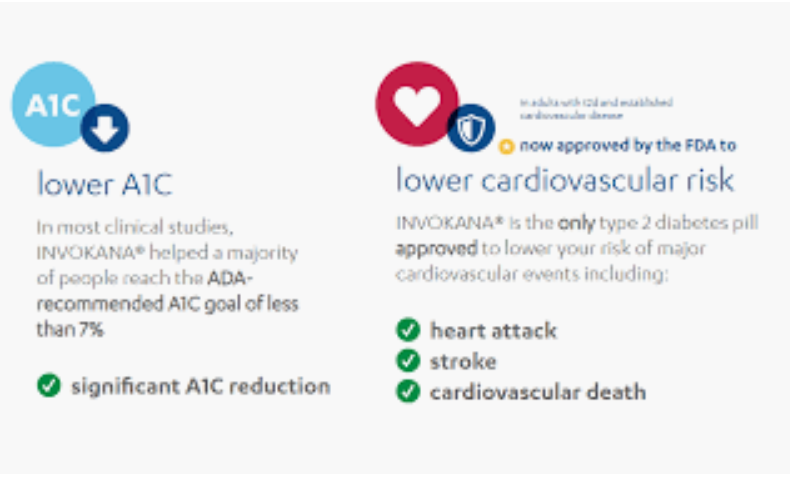 A1C
lower A1C
In most clinical studies,
INVOKANA® helped a majority
of people reach the ADA-
recommended A1C goal of less
than 7%
significant A1C reduction
In adults with t2d and established
cardiovascular disease
now approved by the FDA to
lower cardiovascular risk
INVOKANA® is the only type 2 diabetes pill
approved to lower your risk of major
cardiovascular events including:
heart attack
stroke
cardiovascular death